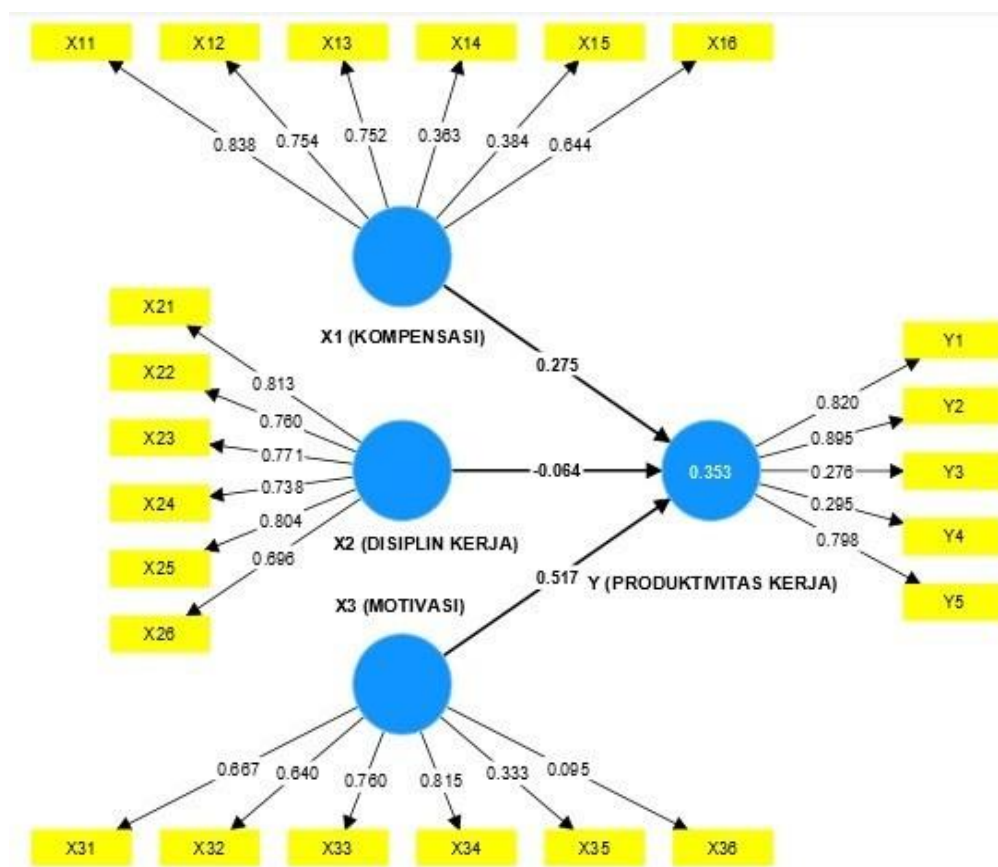 X11
X12
X13
X14
X15
X16
0.838
0.754
0.752
0.363
0.384
0.644
X1 (KOMPENSASI)
0.275
X21
X22
X23
X24
X25
X26
0.813
0.760
0.771
0.738
0.804
0.696
X2 (DISIPLIN KERJA)
-0.064
0.353
Y (PRODUKTIVITAS KERJA)
0.820
0.895
0.276
0.295
0.798
Y1
Y2
Y3
Y4
Y5
0.517
X3 (MOTIVASI)
0.667
0.640
0.760
0.815
0.333
0.095
X31
X32
X33
X34
X35
X36